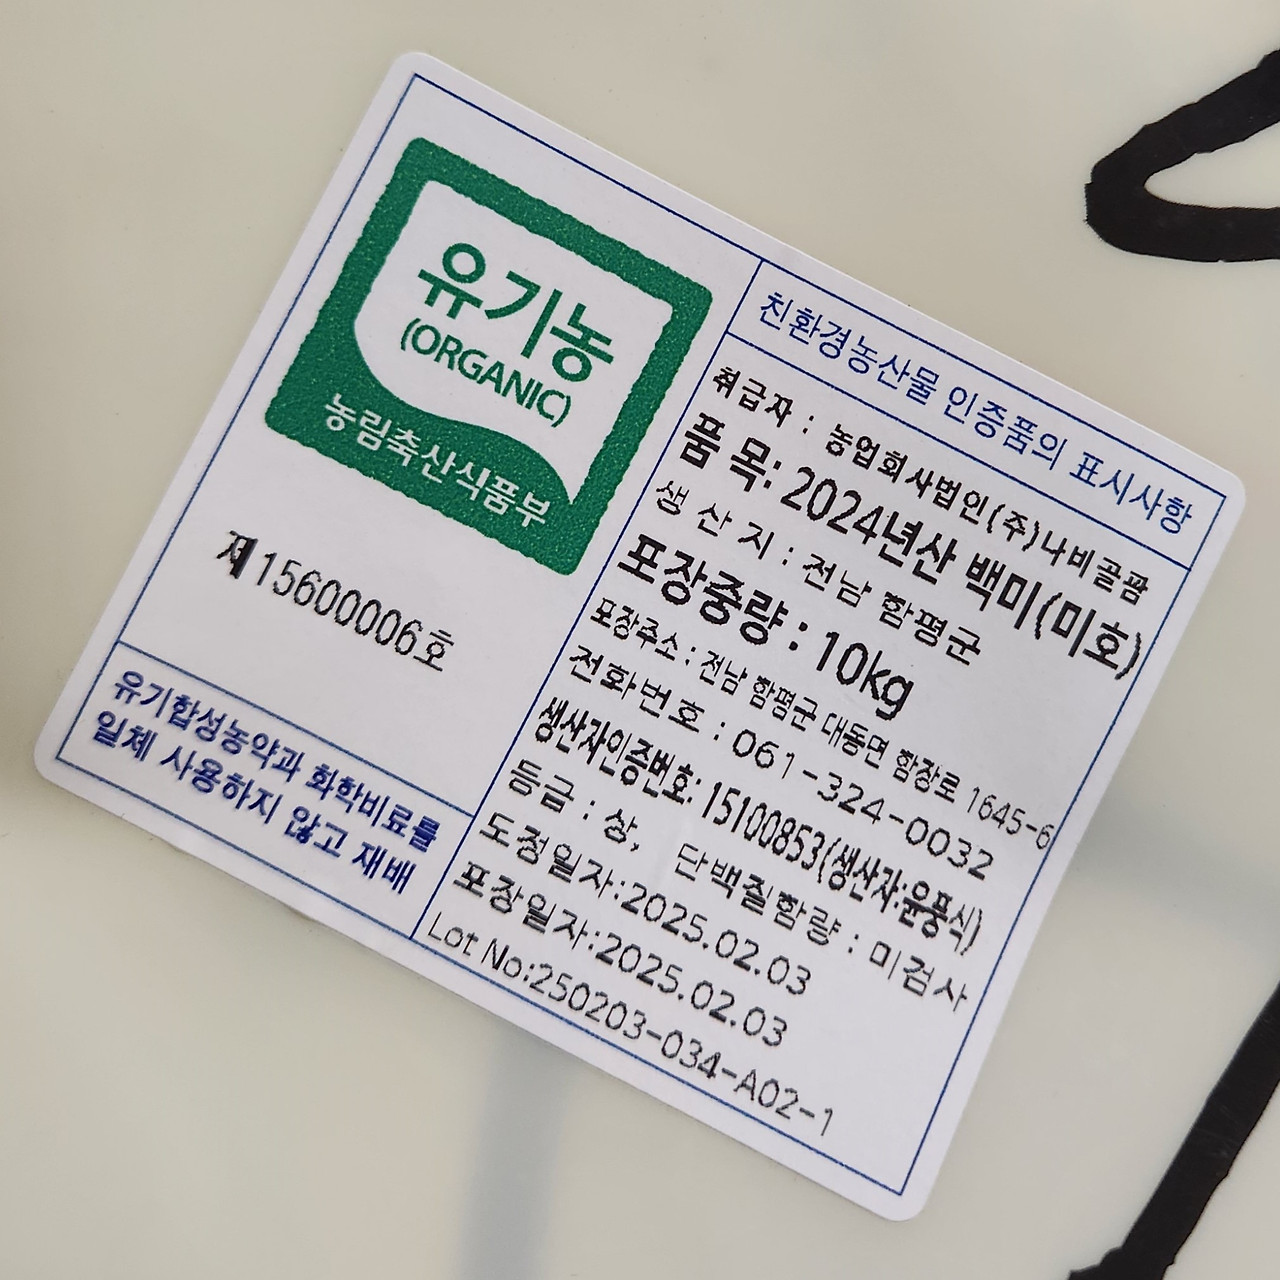 유기농
(ORGANIC)
농림축산식품부
제15600006호
유기합성농약과 화학비료를
일체 사용하지 않고 재배
친환경농산물 인증품의 표시사항
취급자 : 농업회사법인(주)나비골팜
품 목: 2024년산 백미(미호)
생 산 지 : 전남 함평군
포장중량 : 10kg
포장주소 : 전남 함평군 대동면 함장로 1645-6
전화번호 : 061-324-0032
생산자인증번호: 15100853(생산자:윤풍식)
등급 : 상, 단백질함량 : 미검사
도정일자:2025.02.03
포장일자:2025.02.03
Lot No:250203-034-A02-1